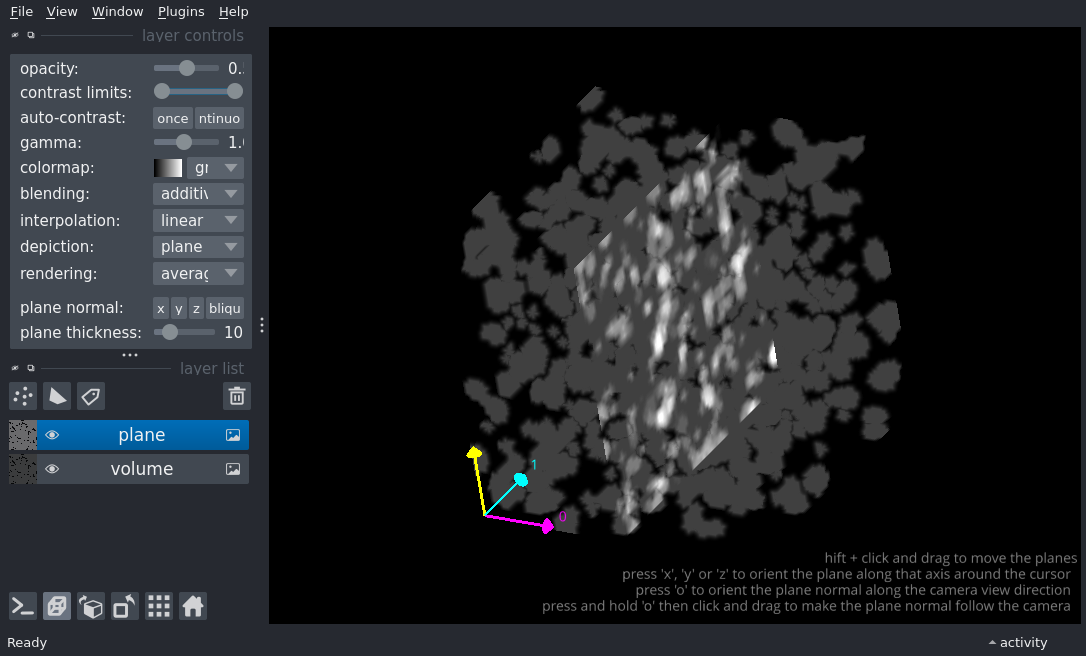 File View Window Plugins Help
layer controls
opacity: 0.
contrast limits:
auto-contrast: once ntinuo
gamma: 1.
colormap: gr
blending: additi
interpolation: linear
depiction: plane
rendering: averag
plane normal: x y z bliqu
plane thickness: 10
layer list
plane
volume
1
0
hift + click and drag to move the planes
press 'x', 'y' or 'z' to orient the plane along that axis around the cursor
press 'o' to orient the plane normal along the camera view direction
press and hold 'o' then click and drag to make the plane normal follow the camera
Ready activity